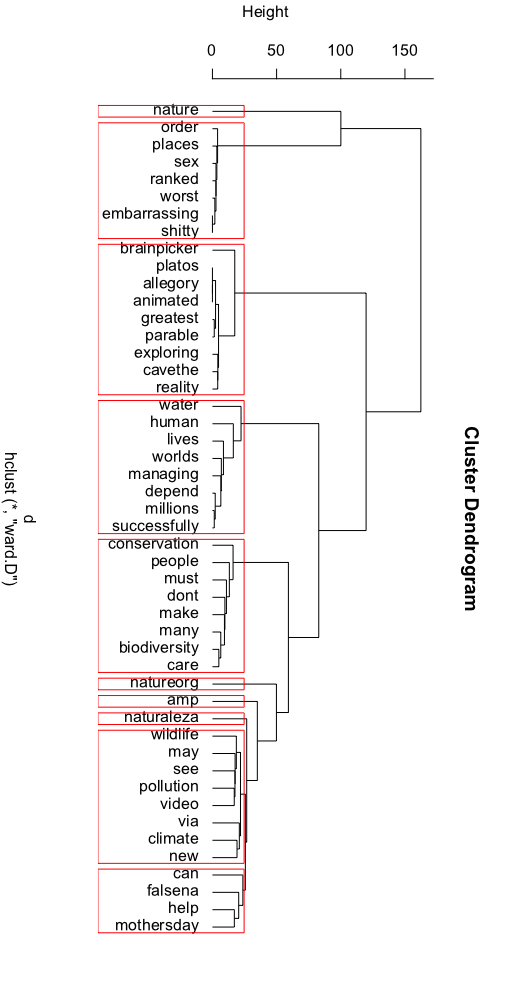 Height
0 50 100 150
nature
order
places
sex
ranked
worst
embarrassing
shitty
brainpicker
platos
allegory
animated
greatest
parable
exploring
cavethe
reality
water
human
lives
worlds
managing
depend
millions
successfully
conservation
people
must
dont
make
many
biodiversity
care
natureorg
amp
naturaleza
wildlife
may
see
pollution
video
via
climate
new
can
falsena
help
mothersday
Cluster Dendrogram
d
hclust (*, "ward.D")